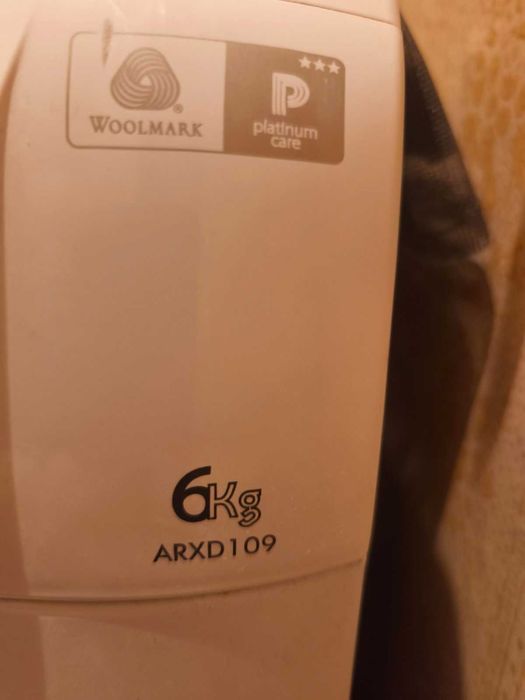 WOOLMARK
®
P
platinum
care
6Kg
ARXD109